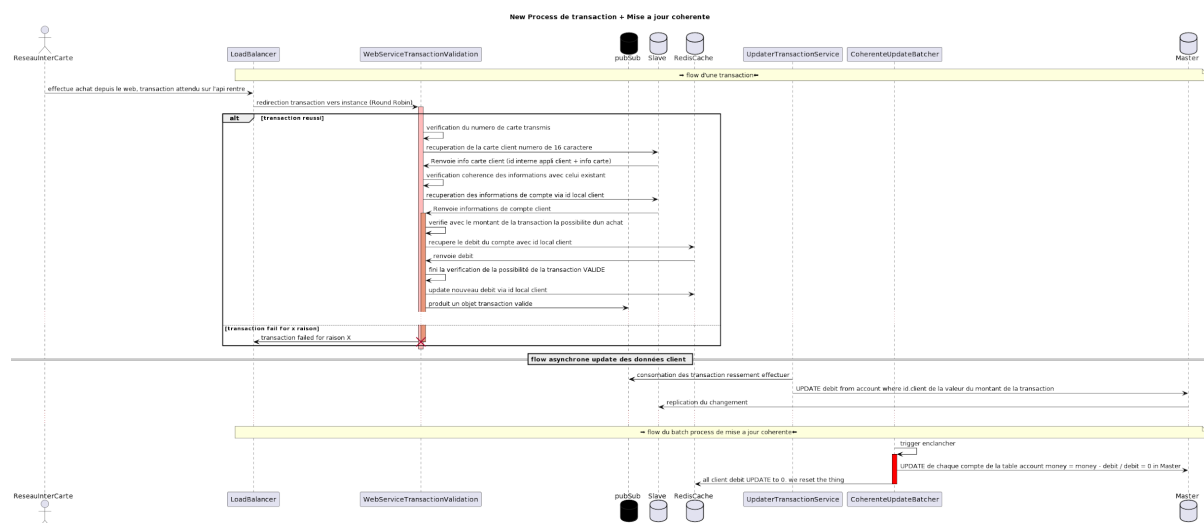 New Process de transaction + Mise a jour coherente
ReseauInterCarte
LoadBalancer
WebServiceTransactionValidation
pubSub
Slave
RedisCache
UpdaterTransactionService
CoherenteUpdateBatcher
Master
➡ flow d'une transaction⬅
effectue achat depuis le web, transaction attendu sur l'api rentre
redirection transaction vers instance (Round Robin)
alt
[transaction reussi]
verification du numero de carte transmis
recuperation de la carte client numero de 16 caractere
Renvoie info carte client (id interne appli client + info carte)
verification coherence des informations avec celui existant
recuperation des informations de compte via id local client
Renvoie informations de compte client
verifie avec le montant de la transaction la possibilite dun achat
recupere le debit du compte avec id local client
renvoie debit
fini la verification de la possibilité de la transaction VALIDE
update nouveau debit via id local client
produit un objet transaction valide
[transaction fail for x raison]
transaction failed for raison X
flow asynchrone update des données client
consomation des transaction ressement effectuer
UPDATE debit from account where id.client de la valeur du montant de la transaction
replication du changement
➡ flow du batch process de mise a jour coherente⬅
trigger enclancher
UPDATE de chaque compte de la table account money = money - debit / debit = 0 in Master
all client debit UPDATE to 0. we reset the thing
ReseauInterCarte
LoadBalancer
WebServiceTransactionValidation
pubSub
Slave
RedisCache
UpdaterTransactionService
CoherenteUpdateBatcher
Master